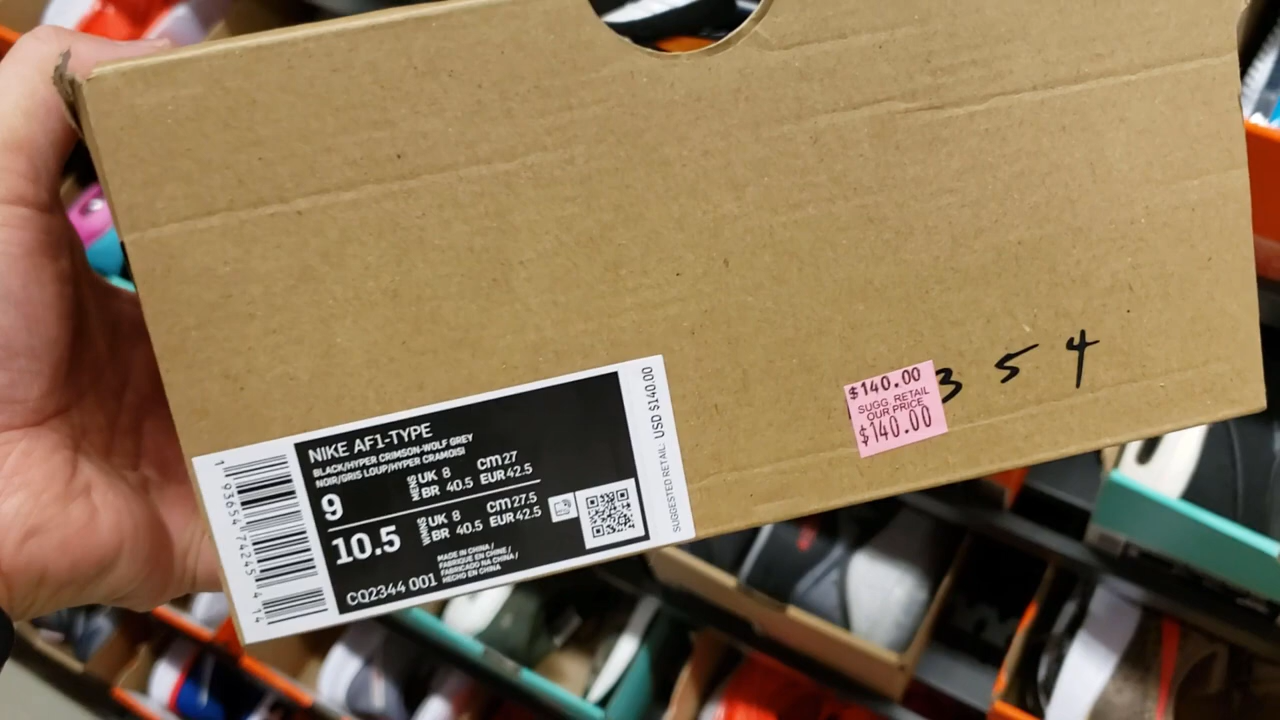 NIKE AF1-TYPE
BLACK/HYPER CRIMSON-WOLF GREY
NOIR/GRIS LOUP/HYPER CRAMOISI
9 MENS UK 8 cm 27
BR 40.5 EUR 42.5
10.5 WMNS UK 8 cm 27.5
BR 40.5 EUR 42.5
CQ2344 001
MADE IN CHINA /
FABRIQUE EN CHINE /
FABRICADO NA CHINA /
HECHO EN CHINA
SUGGESTED RETAIL: USD $140.00
$140.00
SUGG. RETAIL
OUR PRICE
$140.00
3 5 4